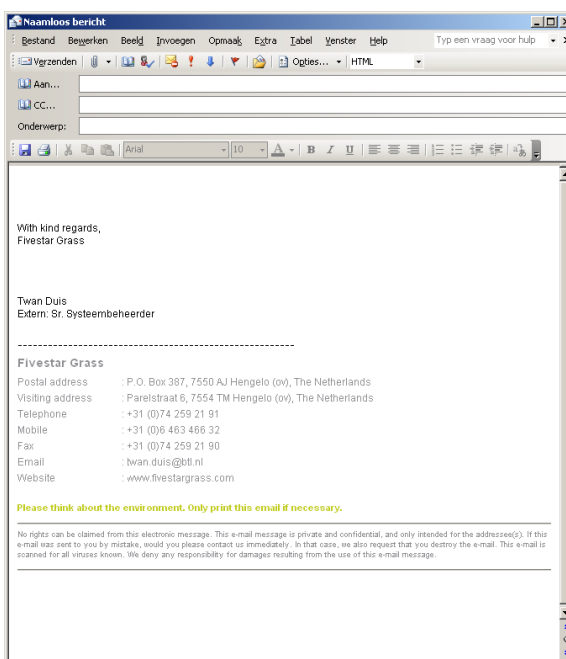 Naamloos bericht
Bestand Bewerken Beeld Invoegen Opmaak Extra Tabel Venster Help Typ een vraag voor hulp
Verzenden Opties... HTML
Aan...
CC...
Onderwerp:
Arial 10 A B I U
With kind regards,
Fivestar Grass
Twan Duis
Extern: Sr. Systeembeheerder
--------------------------------------------------------
Fivestar Grass
Postal address : P.O. Box 387, 7550 AJ Hengelo (ov), The Netherlands
Visiting address : Parelstraat 6, 7554 TM Hengelo (ov), The Netherlands
Telephone : +31 (0)74 259 21 91
Mobile : +31 (0)6 463 466 32
Fax : +31 (0)74 259 21 90
Email : twan.duis@btl.nl
Website : www.fivestargrass.com
Please think about the environment. Only print this email if necessary.
No rights can be claimed from this electronic message. This e-mail message is private and confidential, and only intended for the addressee(s). If this
e-mail was sent to you by mistake, would you please contact us immediately. In that case, we also request that you destroy the e-mail. This e-mail is
scanned for all viruses known. We deny any responsibility for damages resulting from the use of this e-mail message.